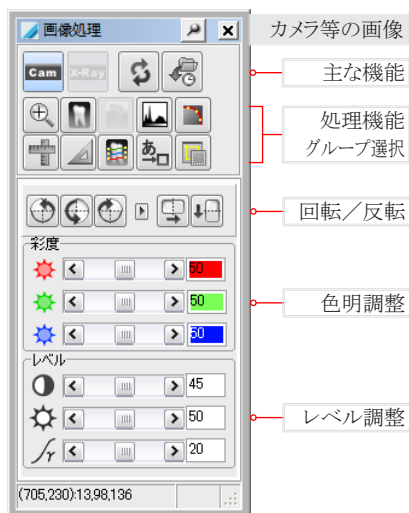 画像処理
カメラ等の画像
Cam
X-Ray
主な機能
処理機能
グループ選択
あ
回転／反転
彩度
50
50
色明調整
50
レベル
45
50
レベル調整
γ
20
(705,230):13,98,136